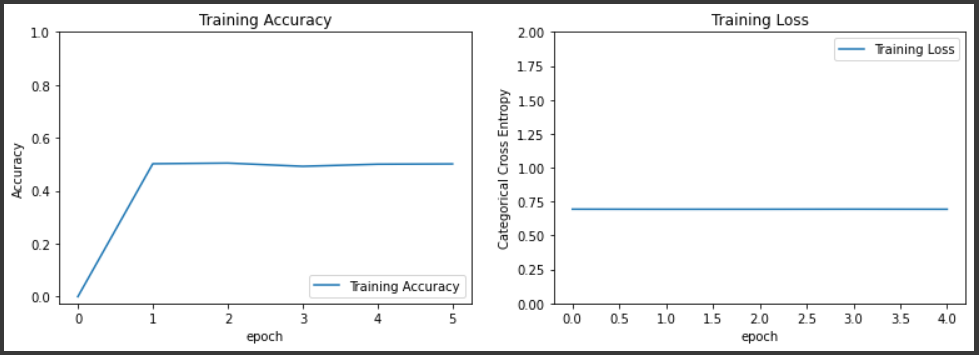 Training Accuracy
1.0
0.8
0.6
0.4
0.2
0.0
Accuracy
Training Accuracy
0 1 2 3 4 5
epoch
Training Loss
2.00
1.75
1.50
1.25
1.00
0.75
0.50
0.25
0.00
Categorical Cross Entropy
Training Loss
0.0 0.5 1.0 1.5 2.0 2.5 3.0 3.5 4.0
epoch